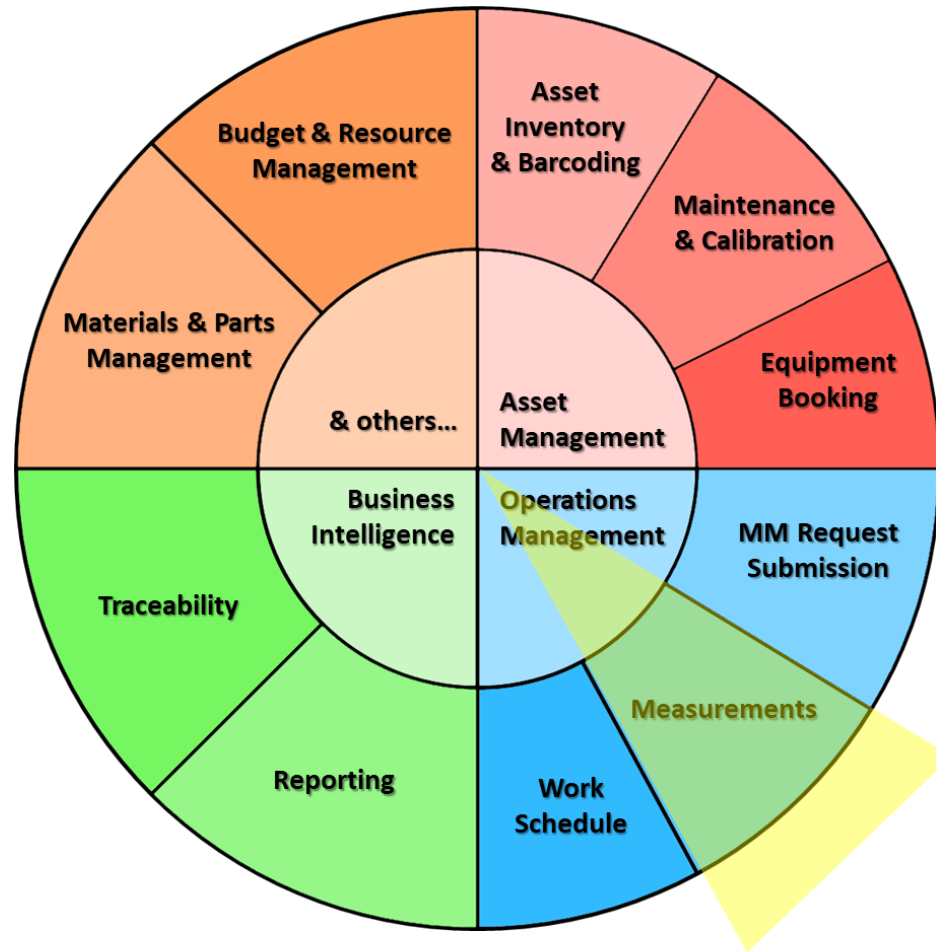 Budget & Resource
Management
Asset
Inventory
& Barcoding
Maintenance
& Calibration
Materials & Parts
Management
Equipment
Booking
& others...
Asset
Management
Business
Intelligence
Operations
Management
MM Request
Submission
Traceability
Measurements
Reporting
Work
Schedule